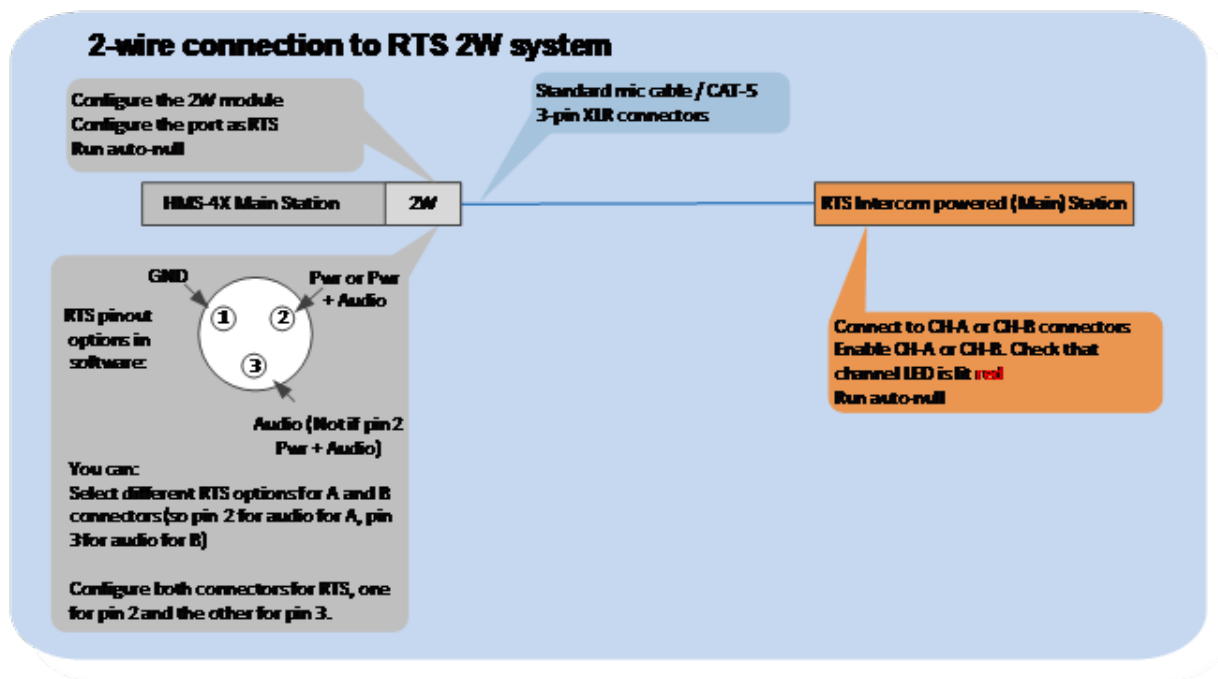 2-wire connection to RTS 2W system
Configure the 2W module
Configure the port as RTS
Run auto-null
Standard mic cable / CAT-5
3-pin XLR connectors
HMS-4X Main Station
2W
RTS Intercom powered (Main) Station
GND
Pwr or Pwr
+ Audio
RTS pinout
options in
software:
1
2
3
Audio (Not if pin 2
Pwr + Audio)
You can:
Select different RTS options for A and B
connectors (so pin 2 for audio for A, pin
3 for audio for B)
Configure both connectors for RTS, one
for pin 2 and the other for pin 3.
Connect to CH-A or CH-B connectors
Enable CH-A or CH-B. Check that
channel LED is lit red
Run auto-null